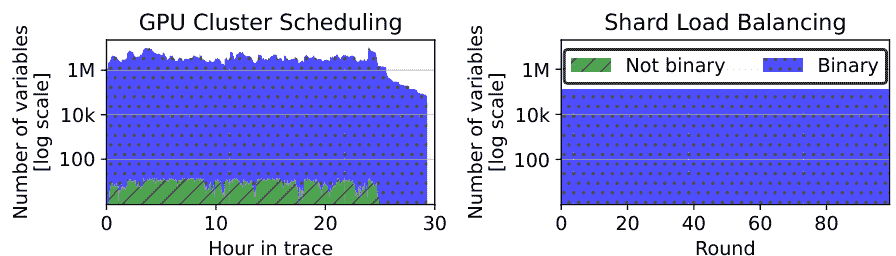 GPU Cluster Scheduling
Number of variables
[log scale]
1M
10k
100
0 10 20 30
Hour in trace
Shard Load Balancing
Number of variables
[log scale]
Not binary Binary
1M
10k
100
0 20 40 60 80
Round